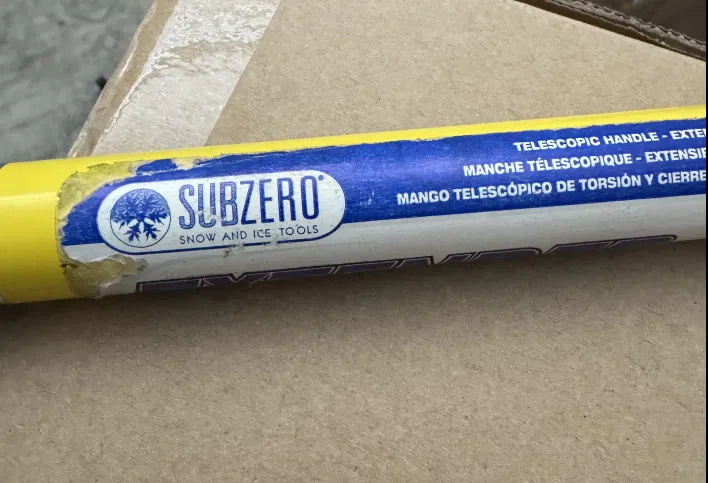 SUBZERO
SNOW AND ICE TOOLS
TELESCOPIC HANDLE - EXTE
MANCHE TÉLESCOPIQUE - EXTENSI
MANGO TELESCÓPICO DE TORSIÓN Y CIERRE